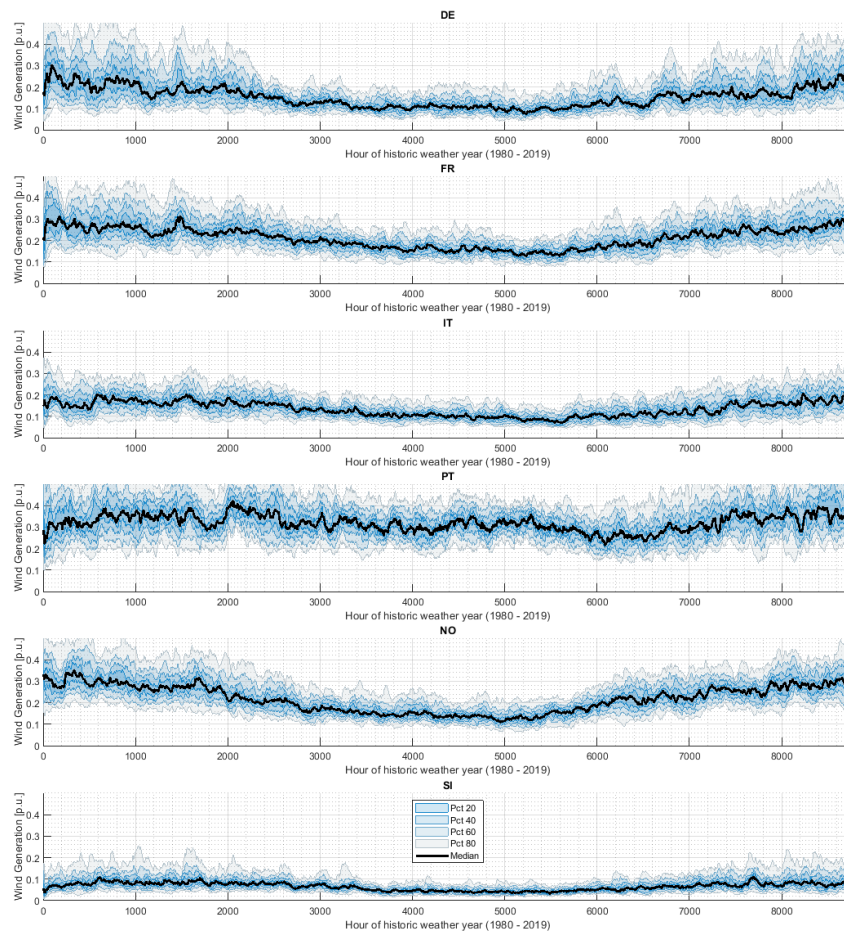 DE
Wind Generation [p.u.]
0.4
0.3
0.2
0.1
0
0 1000 2000 3000 4000 5000 6000 7000 8000
Hour of historic weather year (1980 - 2019)
FR
Wind Generation [p.u.]
0.4
0.3
0.2
0.1
0
0 1000 2000 3000 4000 5000 6000 7000 8000
Hour of historic weather year (1980 - 2019)
IT
Wind Generation [p.u.]
0.4
0.3
0.2
0.1
0
0 1000 2000 3000 4000 5000 6000 7000 8000
Hour of historic weather year (1980 - 2019)
PT
Wind Generation [p.u.]
0.4
0.3
0.2
0.1
0
0 1000 2000 3000 4000 5000 6000 7000 8000
Hour of historic weather year (1980 - 2019)
NO
Wind Generation [p.u.]
0.4
0.3
0.2
0.1
0
0 1000 2000 3000 4000 5000 6000 7000 8000
Hour of historic weather year (1980 - 2019)
SI
Wind Generation [p.u.]
0.4
0.3
0.2
0.1
0
Pct 20
Pct 40
Pct 60
Pct 80
Median
0 1000 2000 3000 4000 5000 6000 7000 8000
Hour of historic weather year (1980 - 2019)